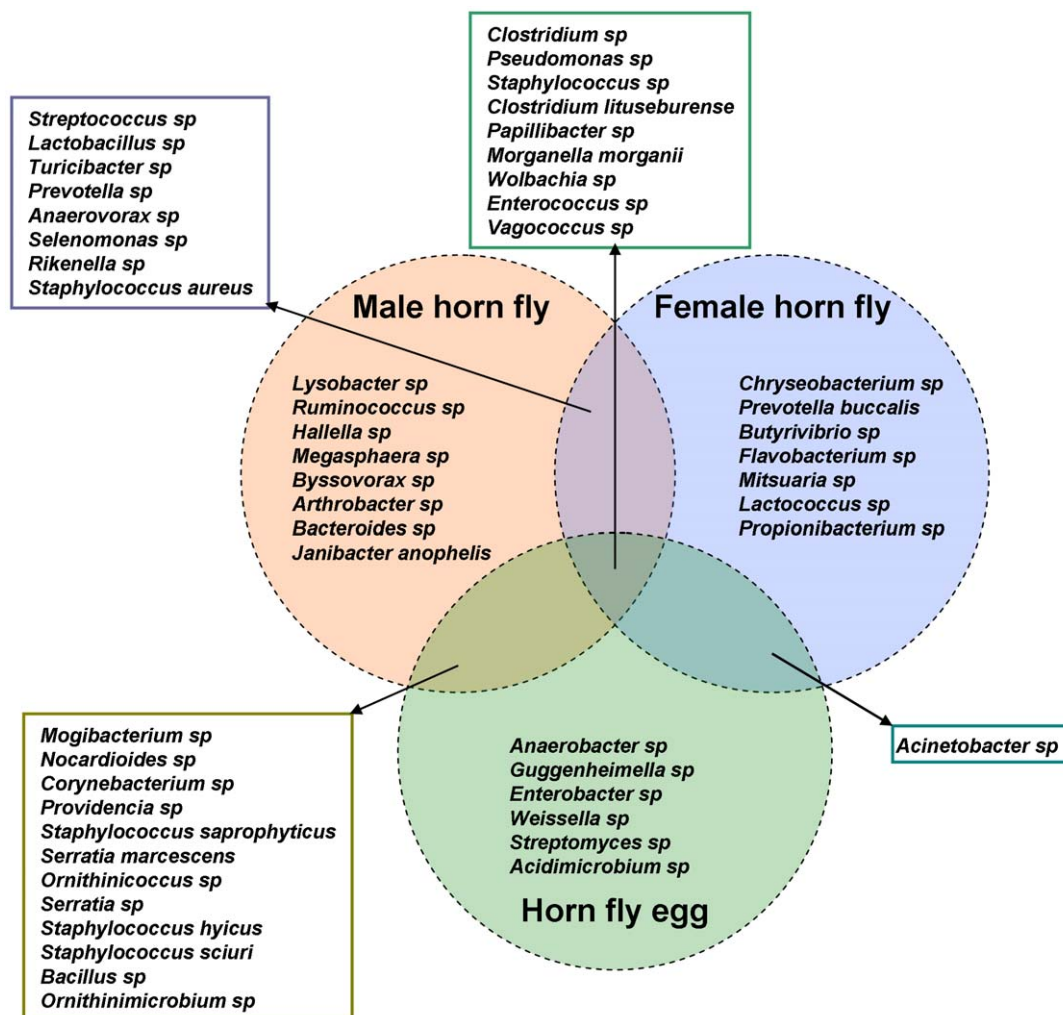 Clostridium sp
Pseudomonas sp
Staphylococcus sp
Clostridium lituseburense
Papillibacter sp
Morganella morganii
Wolbachia sp
Enterococcus sp
Vagococcus sp
Streptococcus sp
Lactobacillus sp
Turicibacter sp
Prevotella sp
Anaerovorax sp
Selenomonas sp
Rikenella sp
Staphylococcus aureus
Male horn fly
Lysobacter sp
Ruminococcus sp
Hallella sp
Megasphaera sp
Byssovorax sp
Arthrobacter sp
Bacteroides sp
Janibacter anophelis
Female horn fly
Chryseobacterium sp
Prevotella buccalis
Butyrivibrio sp
Flavobacterium sp
Mitsuaria sp
Lactococcus sp
Propionibacterium sp
Mogibacterium sp
Nocardioides sp
Corynebacterium sp
Providencia sp
Staphylococcus saprophyticus
Serratia marcescens
Ornithinicoccus sp
Serratia sp
Staphylococcus hyicus
Staphylococcus sciuri
Bacillus sp
Ornithinimicrobium sp
Anaerobacter sp
Guggenheimella sp
Enterobacter sp
Weissella sp
Streptomyces sp
Acidimicrobium sp
Horn fly egg
Acinetobacter sp